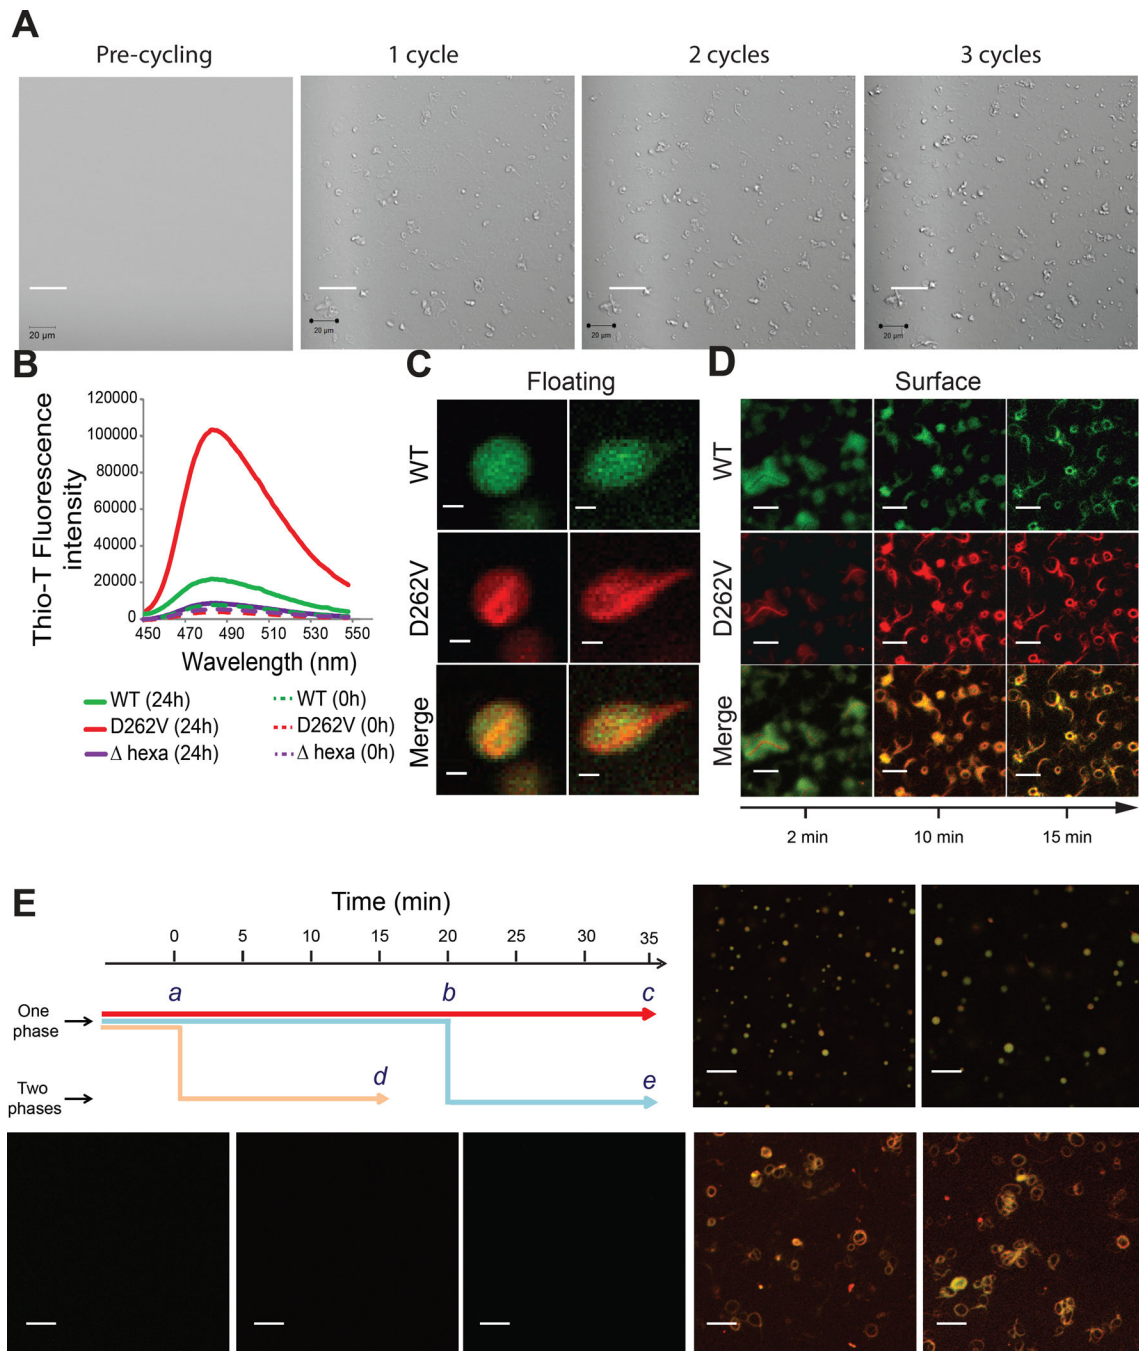 A
Pre-cycling
1 cycle
2 cycles
3 cycles
20 μm
20 μm
20 μm
20 μm
B
Thio-T Fluorescence
intensity
120000
100000
80000
60000
40000
20000
0
450 470 490 510 530 550
Wavelength (nm)
WT (24h)
WT (0h)
D262V (24h)
D262V (0h)
Δ hexa (24h)
Δ hexa (0h)
C
Floating
WT
D262V
Merge
D
Surface
WT
D262V
Merge
2 min
10 min
15 min
E
Time (min)
0 5 10 15 20 25 30 35
a
b
c
One
phase
d
e
Two
phases